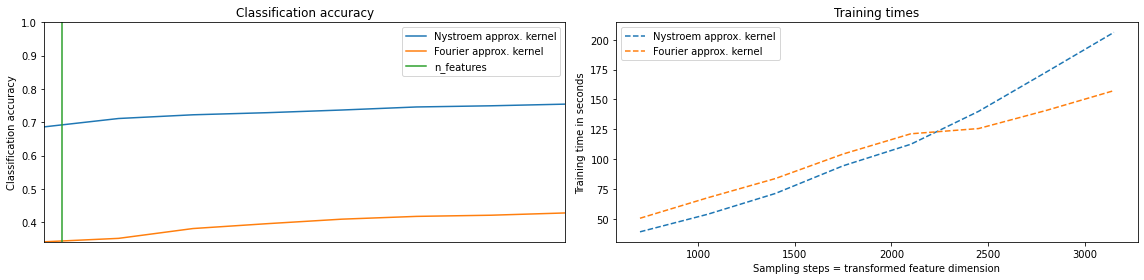 Classification accuracy
Classification accuracy
1.0
0.9
0.8
0.7
0.6
0.5
0.4
Nystroem approx. kernel
Fourier approx. kernel
n_features
Training times
Training time in seconds
200
175
150
125
100
75
50
Nystroem approx. kernel
Fourier approx. kernel
1000 1500 2000 2500 3000
Sampling steps = transformed feature dimension